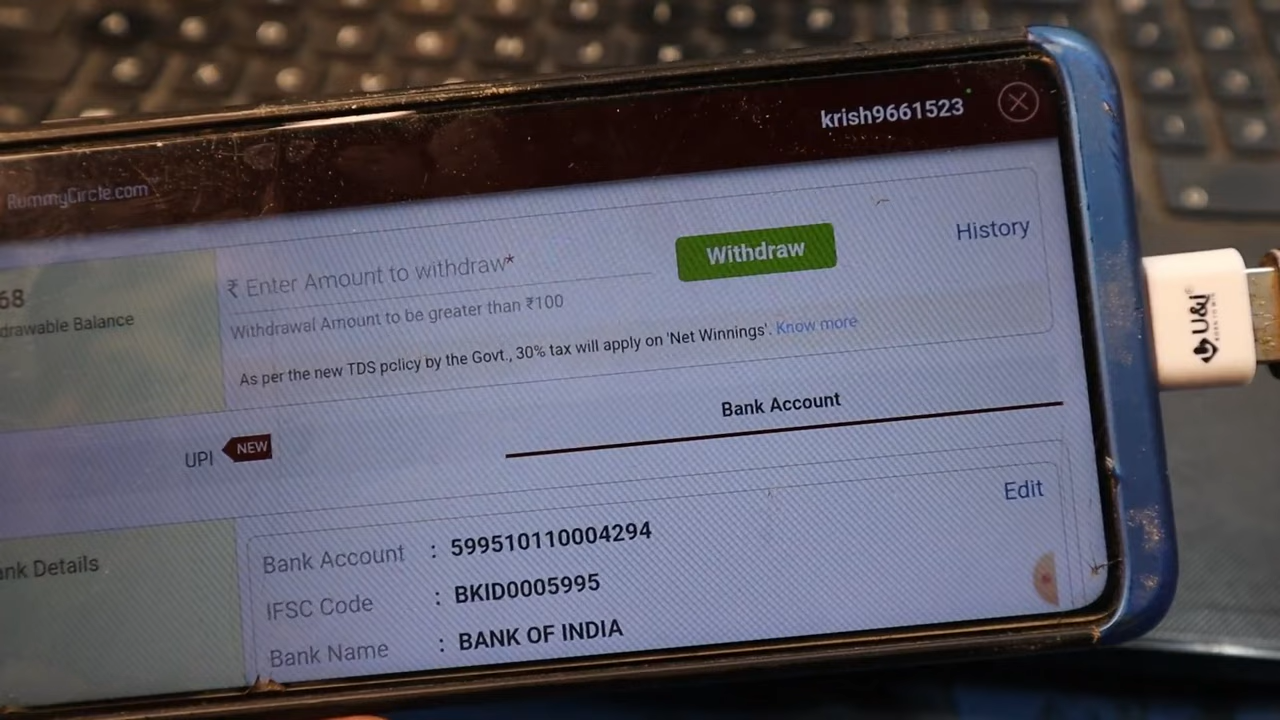 krish9661523
RummyCircle.com
₹ Enter Amount to withdraw*
Withdraw
History
68
drawable Balance
Withdrawal Amount to be greater than ₹100
As per the new TDS policy by the Govt., 30% tax will apply on 'Net Winnings'. Know more
UPI NEW
Bank Account
Edit
ank Details
Bank Account : 599510110004294
IFSC Code : BKID0005995
Bank Name : BANK OF INDIA
U&i